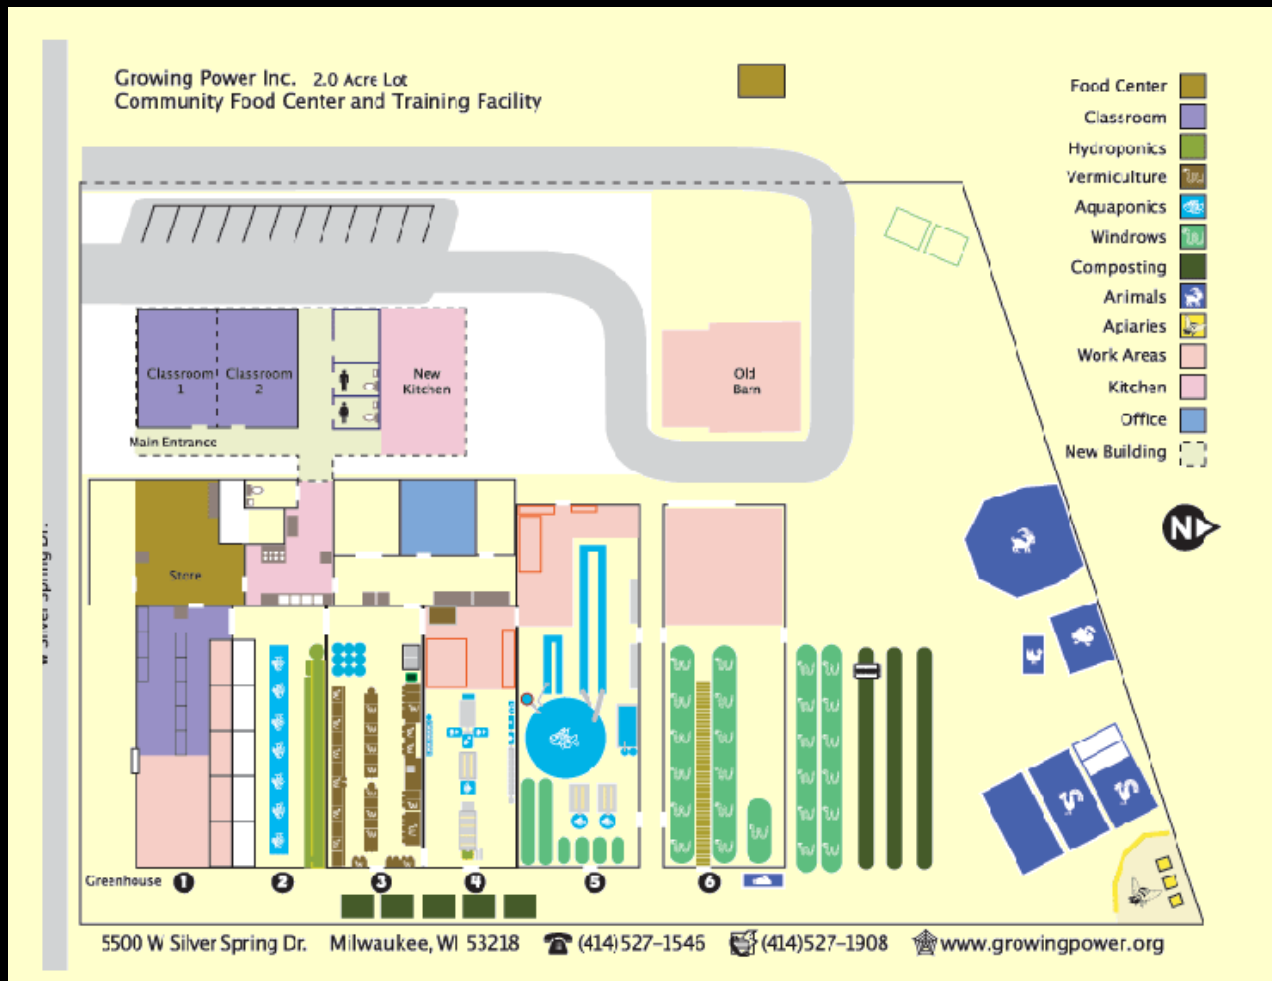 Growing Power Inc. 2.0 Acre Lot
Community Food Center and Training Facility
Food Center
Classroom
Hydroponics
Vermiculture
Aquaponics
Windrows
Composting
Animals
Apiaries
Work Areas
Kitchen
Office
New Building
N
Classroom
1
Classroom
2
New
Kitchen
Old
Barn
Main Entrance
Store
W Silver Spring Dr.
Greenhouse 1 2 3 4 5 6
5500 W Silver Spring Dr. Milwaukee, WI 53218 (414)527-1546 (414)527-1908 www.growingpower.org